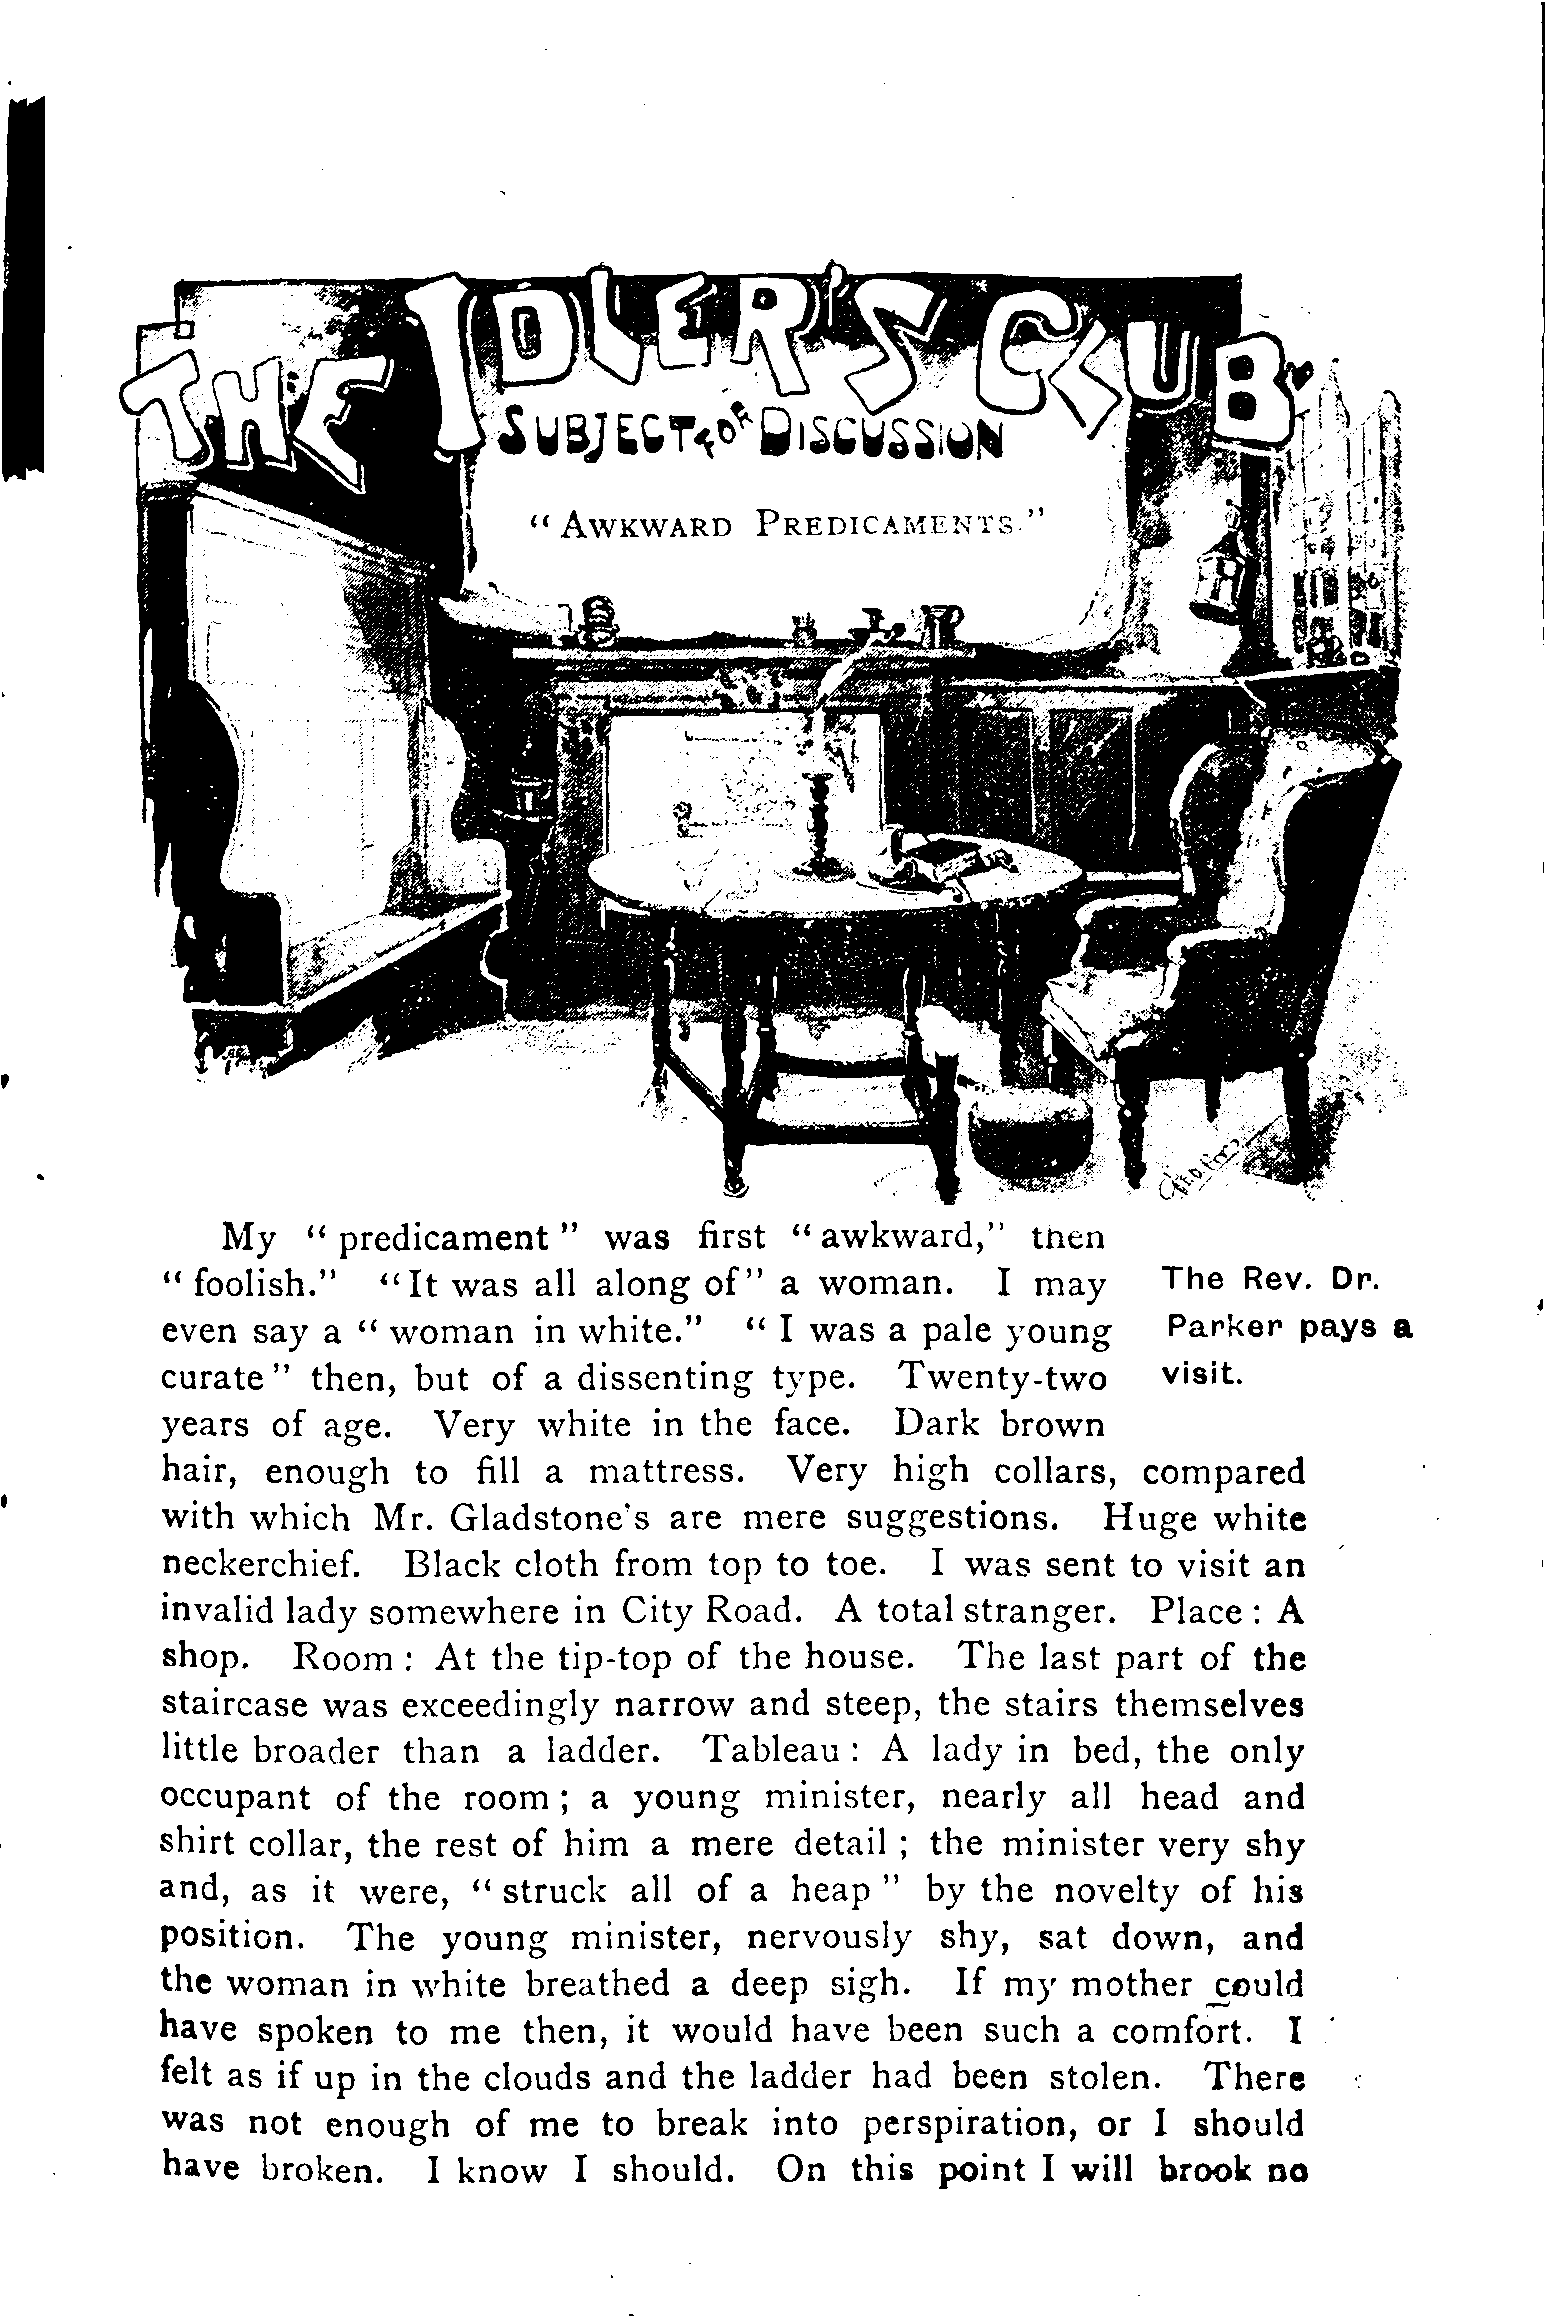 THE IDLER'S CLUB
SUBJECT FOR DISCUSSION
"AWKWARD PREDICAMENTS."
My "predicament" was first "awkward," then
"foolish." "It was all along of" a woman. I may
even say a "woman in white." "I was a pale young
curate" then, but of a dissenting type. Twenty-two
years of age. Very white in the face. Dark brown
The Rev. Dr.
Parker pays a
visit.
hair, enough to fill a mattress. Very high collars, compared
with which Mr. Gladstone's are mere suggestions. Huge white
neckerchief. Black cloth from top to toe. I was sent to visit an
invalid lady somewhere in City Road. A total stranger. Place: A
shop. Room: At the tip-top of the house. The last part of the
staircase was exceedingly narrow and steep, the stairs themselves
little broader than a ladder. Tableau: A lady in bed, the only
occupant of the room; a young minister, nearly all head and
shirt collar, the rest of him a mere detail; the minister very shy
and, as it were, "struck all of a heap" by the novelty of his
position. The young minister, nervously shy, sat down, and
the woman in white breathed a deep sigh. If my mother could
have spoken to me then, it would have been such a comfort. I
felt as if up in the clouds and the ladder had been stolen. There
was not enough of me to break into perspiration, or I should
have broken. I know I should. On this point I will brook no